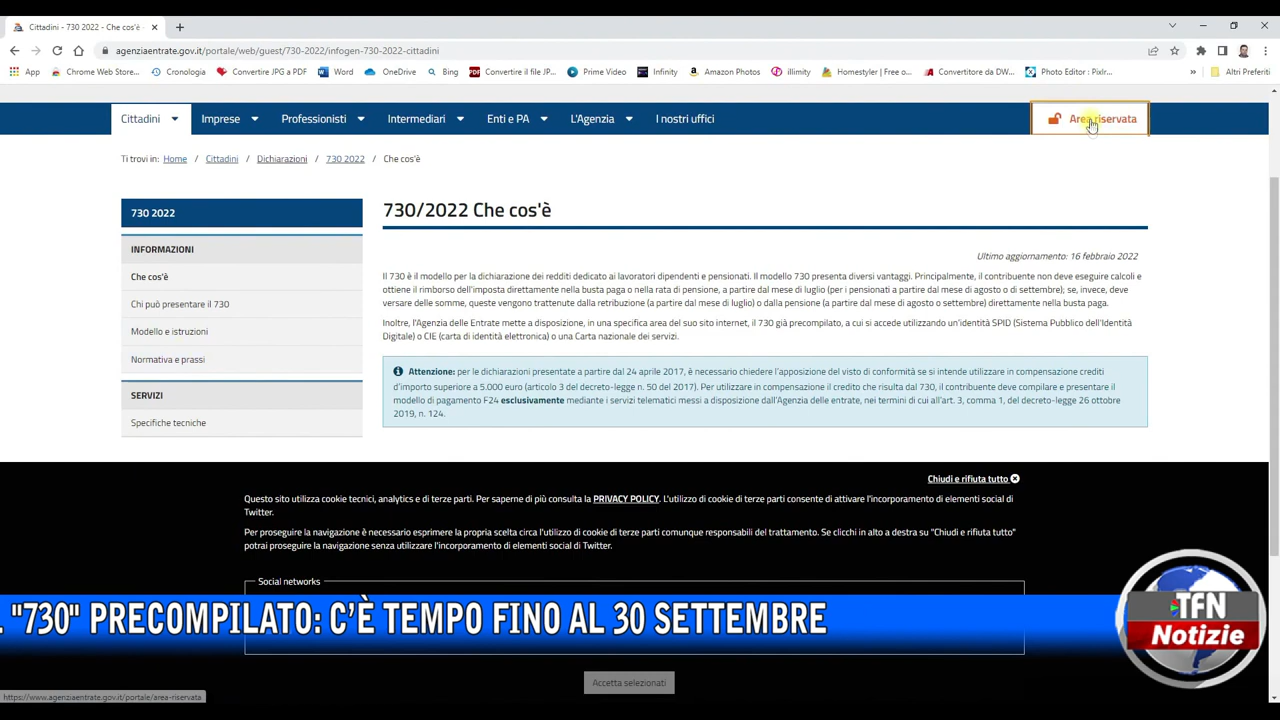 Cittadini - 730 2022 - Che cos'è
agenziaentrate.gov.it/portale/web/guest/730-2022/infogen-730-2022-cittadini
App Chrome Web Store... Cronologia Convertire JPG a PDF Word OneDrive Bing Convertire il file JP... Prime Video Infinity Amazon Photos illimity Homestyler | Free o... Convertitore da DW... Photo Editor : Pixlr... » Altri Preferiti
Cittadini Imprese Professionisti Intermediari Enti e PA L'Agenzia I nostri uffici Area riservata
Ti trovi in: Home / Cittadini / Dichiarazioni / 730 2022 / Che cos'è
730 2022
INFORMAZIONI
Che cos'è
Chi può presentare il 730
Modello e istruzioni
Normativa e prassi
SERVIZI
Specifiche tecniche
730/2022 Che cos'è
Ultimo aggiornamento: 16 febbraio 2022
Il 730 è il modello per la dichiarazione dei redditi dedicato ai lavoratori dipendenti e pensionati. Il modello 730 presenta diversi vantaggi. Principalmente, il contribuente non deve eseguire calcoli e
ottiene il rimborso dell'imposta direttamente nella busta paga o nella rata di pensione, a partire dal mese di luglio (per i pensionati a partire dal mese di agosto o di settembre); se, invece, deve
versare delle somme, queste vengono trattenute dalla retribuzione (a partire dal mese di luglio) o dalla pensione (a partire dal mese di agosto o settembre) direttamente nella busta paga.
Inoltre, l'Agenzia delle Entrate mette a disposizione, in una specifica area del suo sito internet, il 730 già precompilato, a cui si accede utilizzando un'identità SPID (Sistema Pubblico dell'Identità
Digitale) o CIE (carta di identità elettronica) o una Carta nazionale dei servizi.
Attenzione: per le dichiarazioni presentate a partire dal 24 aprile 2017, è necessario chiedere l'apposizione del visto di conformità se si intende utilizzare in compensazione crediti
d'importo superiore a 5.000 euro (articolo 3 del decreto-legge n. 50 del 2017). Per utilizzare in compensazione il credito che risulta dal 730, il contribuente deve compilare e presentare il
modello di pagamento F24 esclusivamente mediante i servizi telematici messi a disposizione dall'Agenzia delle entrate, nei termini di cui all'art. 3, comma 1, del decreto-legge 26 ottobre
2019, n. 124.
Chiudi e rifiuta tutto
Questo sito utilizza cookie tecnici, analytics e di terze parti. Per saperne di più consulta la PRIVACY POLICY. L'utilizzo di cookie di terze parti consente di attivare l'incorporamento di elementi social di
Twitter.
Per proseguire la navigazione è necessario esprimere la propria scelta circa l'utilizzo di cookie di terze parti comunque responsabili del trattamento. Se clicchi in alto a destra su "Chiudi e rifiuta tutto"
potrai proseguire la navigazione senza utilizzare l'incorporamento di elementi social di Twitter.
Social networks
"730" PRECOMPILATO: C'È TEMPO FINO AL 30 SETTEMBRE
TFN
Notizie
Accetta selezionati
https://www.agenziaentrate.gov.it/portale/area-riservata